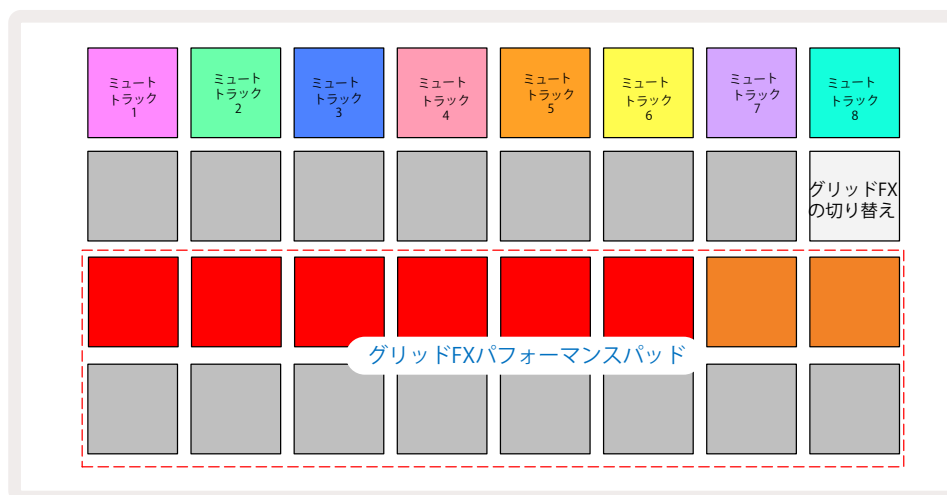 ミュート
トラック
1
ミュート
トラック
2
ミュート
トラック
3
ミュート
トラック
4
ミュート
トラック
5
ミュート
トラック
6
ミュート
トラック
7
ミュート
トラック
8
グリッドFX
の切り替え
グリッドFXパフォーマンスパッド